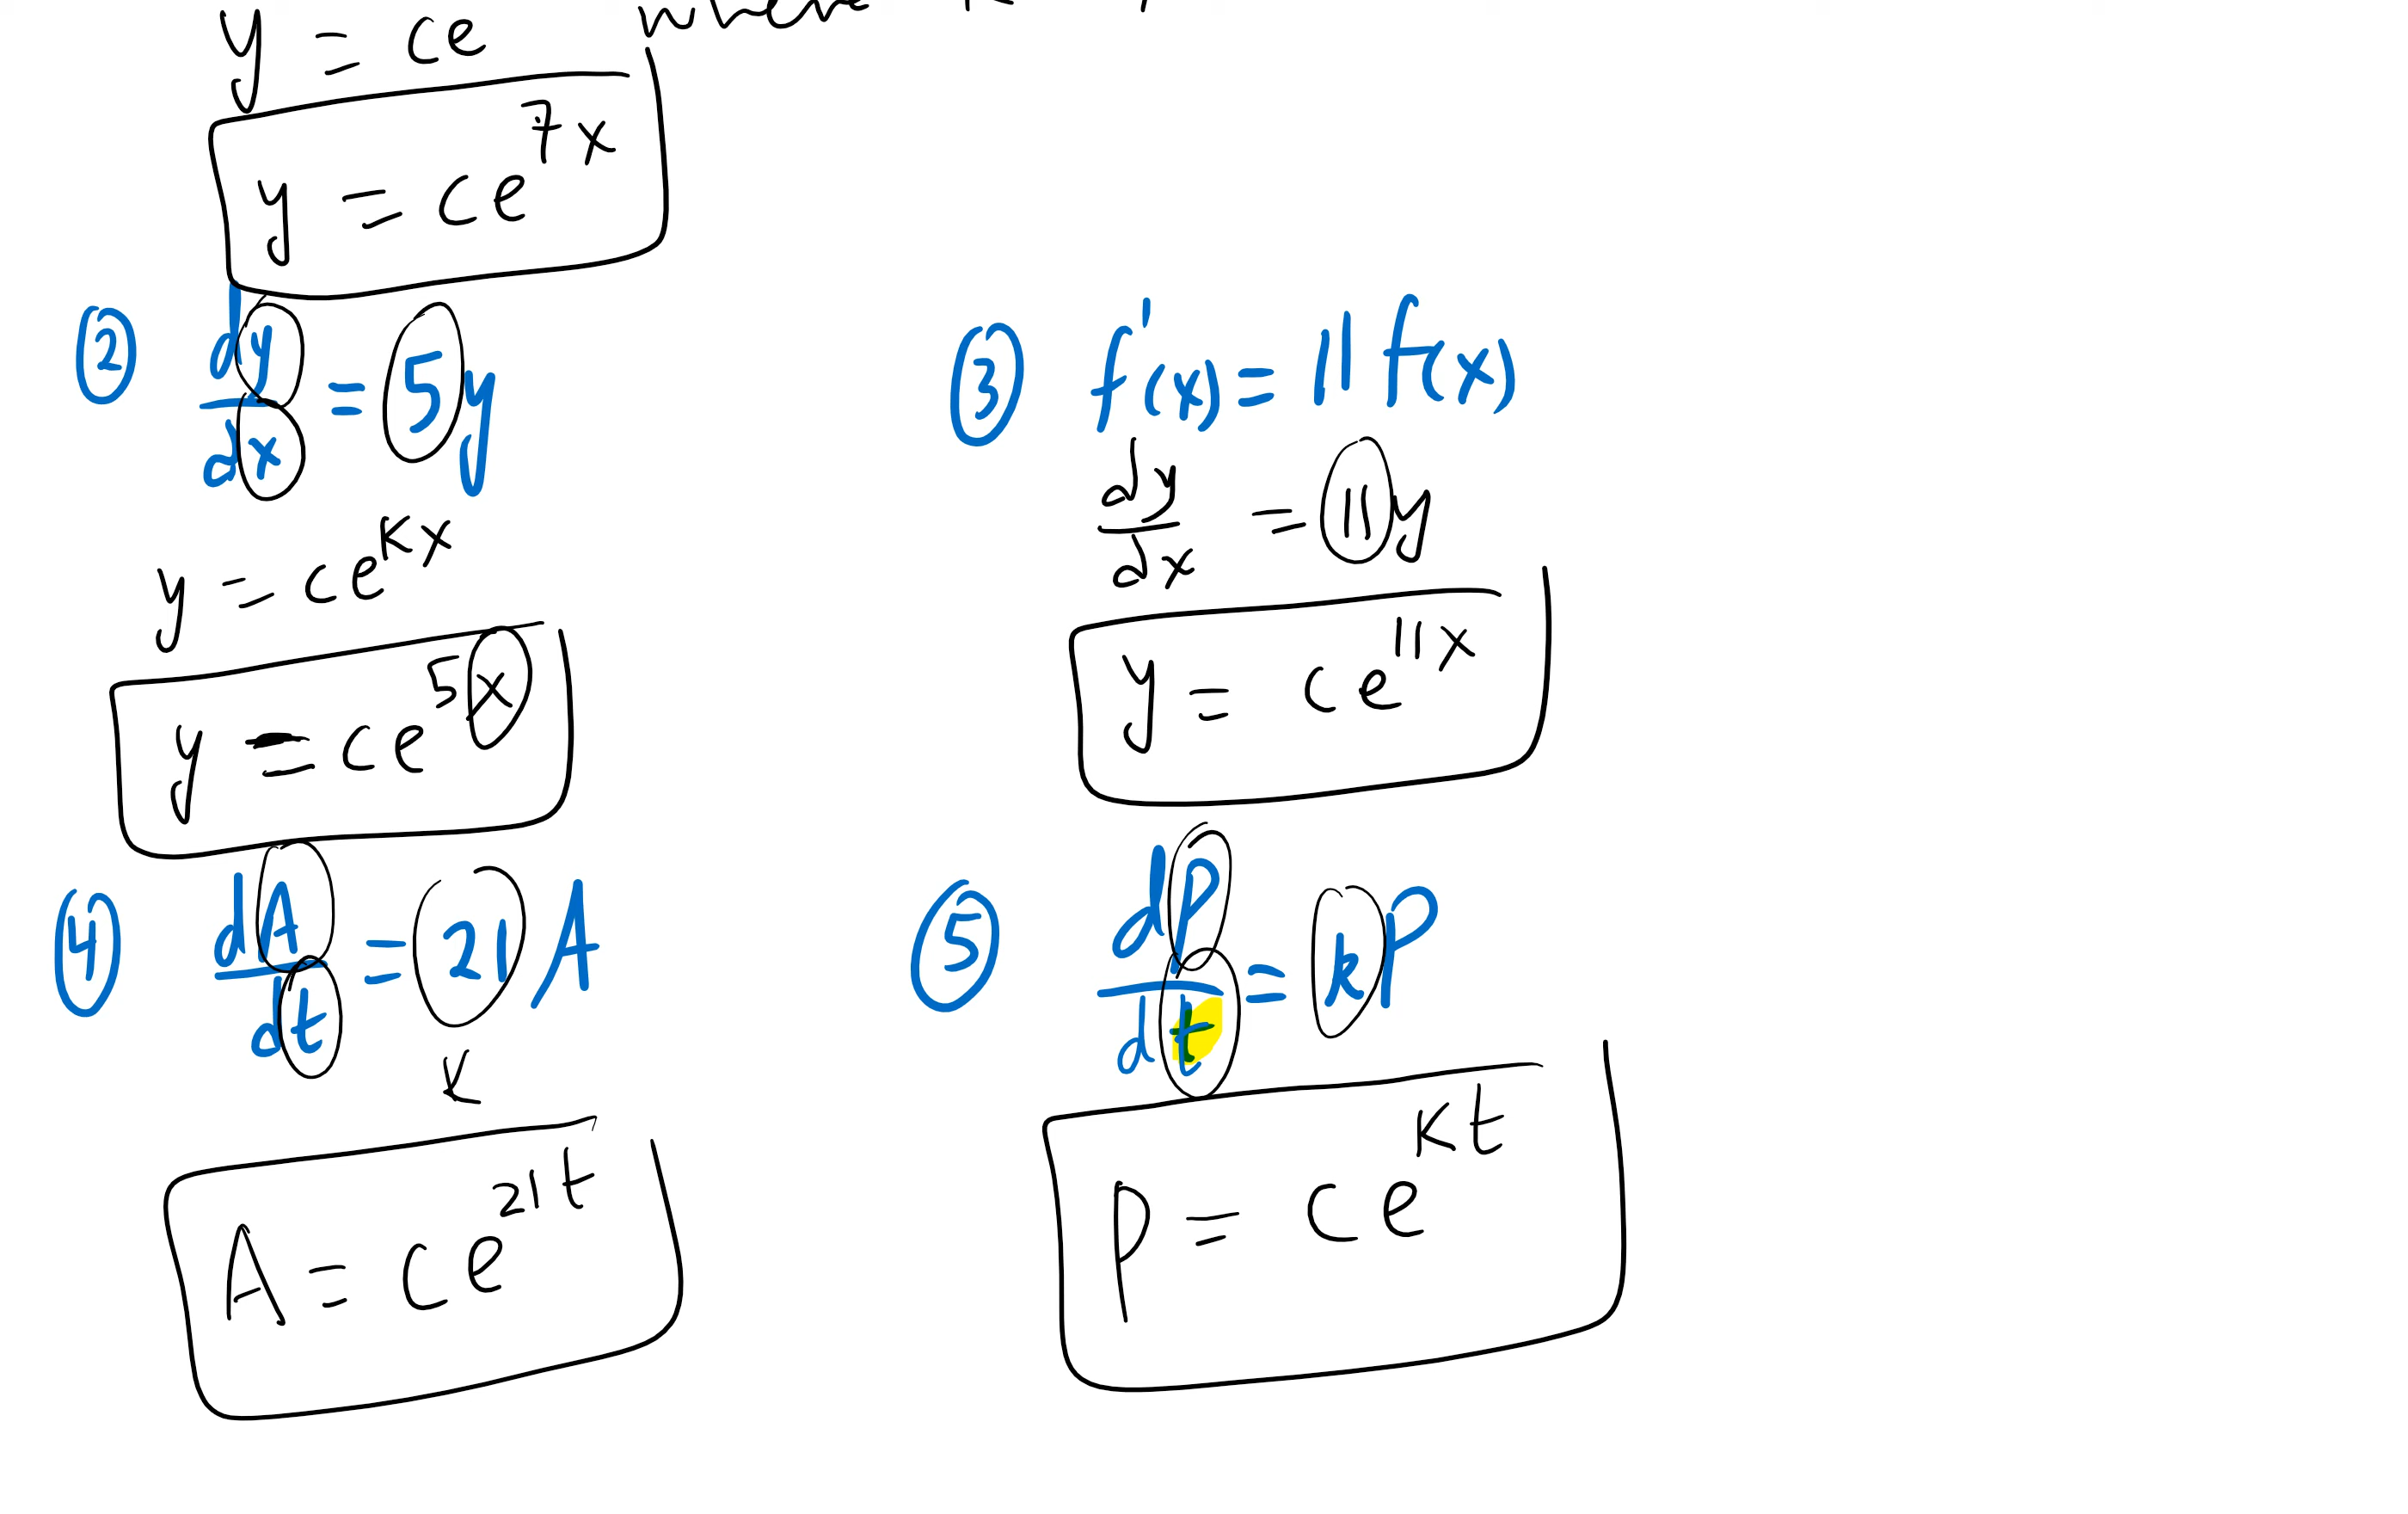 y = ce
y = ce^{7x}
② dy/dx = 5y
y = ce^{Kx}
y = ce^{5x}
③ f'(x) = 11f(x)
dy/dx = 11y
y = ce^{11x}
④ dA/dt = 21A
K
A = ce^{21t}
⑤ dP/dt = kP
P = ce^{Kt}